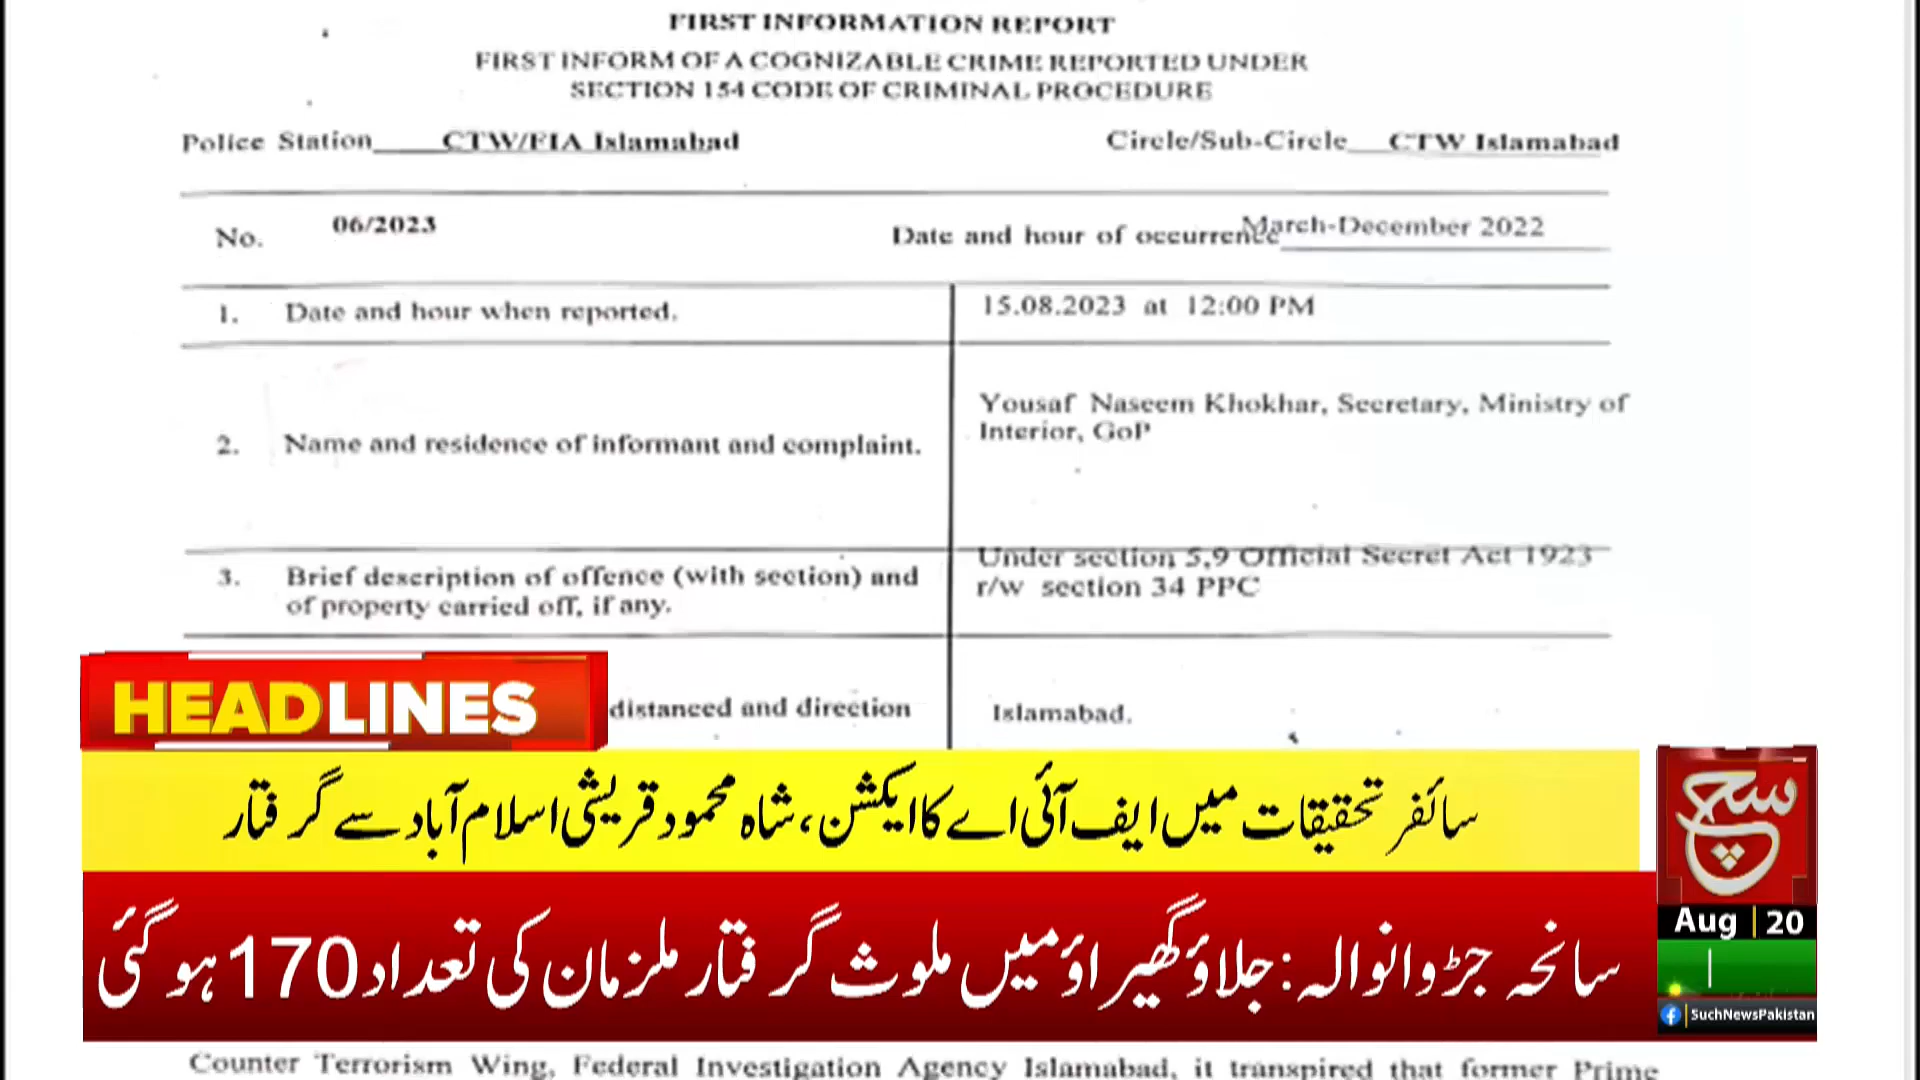 FIRST INFORMATION REPORT
FIRST INFORM OF A COGNIZABLE CRIME REPORTED UNDER
SECTION 154 CODE OF CRIMINAL PROCEDURE
Police Station CTW/FIA Islamabad Circle/Sub-Circle CTW Islamabad
No. 06/2023 Date and hour of occurrence March-December 2022
1. Date and hour when reported. 15.08.2023 at 12:00 PM
2. Name and residence of informant and complaint. Yousaf Naseem Khokhar, Secretary, Ministry of
Interior, GoP
3. Brief description of offence (with section) and
of property carried off, if any.
Under section 5,9 Official Secret Act 1923
r/w section 34 PPC
distanced and direction Islamabad.
HEADLINES
سائفر تحقیقات میں ایف آئی اے کا ایکشن، شاہ محمود قریشی اسلام آباد سے گرفتار
سانحہ جڑوانوالہ: جلاؤ گھیراؤ میں ملوث گرفتار ملزمان کی تعداد 170 ہو گئی
سچ
Aug 20
SuchNewsPakistan
Counter Terrorism Wing, Federal Investigation Agency Islamabad, it transpired that former Prime